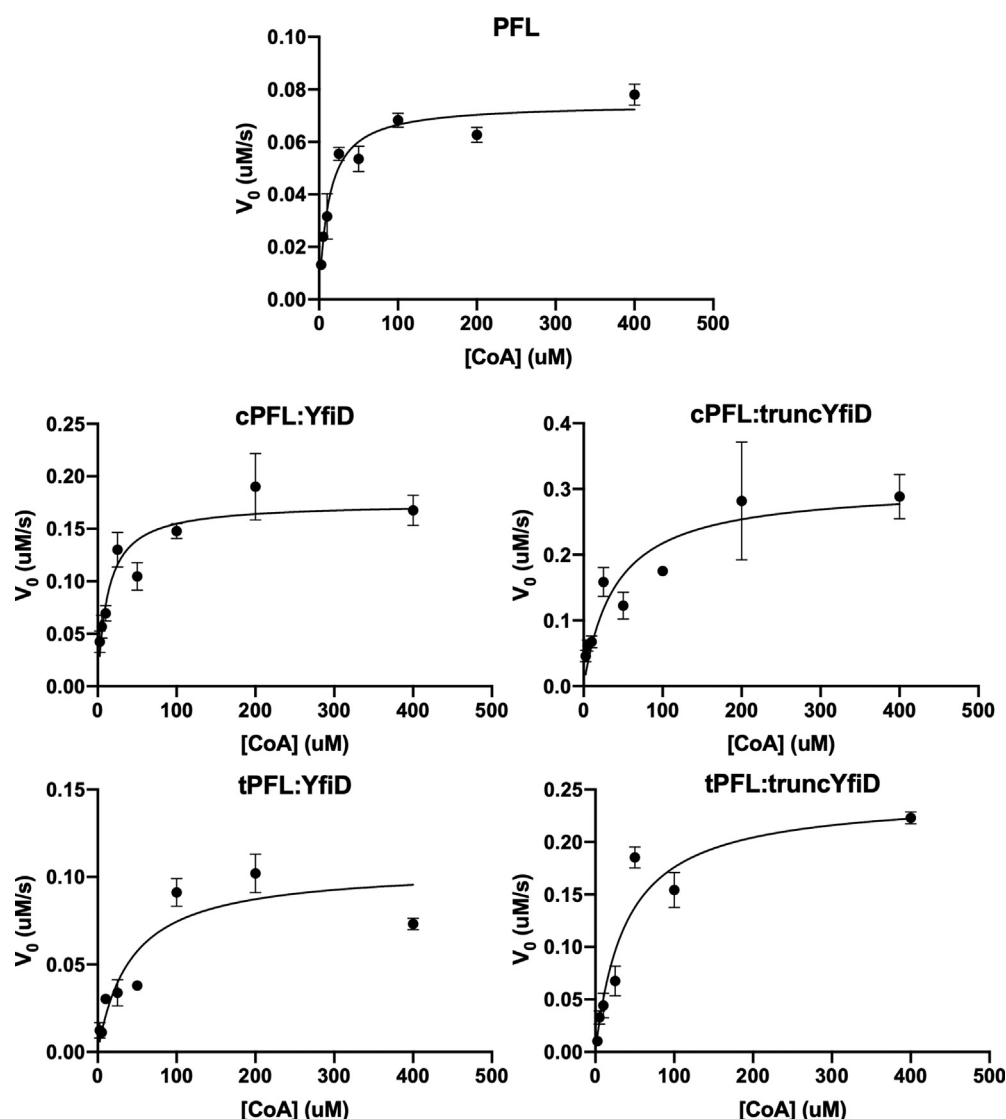 PFL
0.10
0.08
0.06
0.04
0.02
0.00
V0 (uM/s)
0 100 200 300 400 500
[CoA] (uM)
cPFL:YfiD
0.25
0.20
0.15
0.10
0.05
0.00
V0 (uM/s)
0 100 200 300 400 500
[CoA] (uM)
cPFL:truncYfiD
0.4
0.3
0.2
0.1
0.0
V0 (uM/s)
0 100 200 300 400 500
[CoA] (uM)
tPFL:YfiD
0.15
0.10
0.05
0.00
V0 (uM/s)
0 100 200 300 400 500
[CoA] (uM)
tPFL:truncYfiD
0.25
0.20
0.15
0.10
0.05
0.00
V0 (uM/s)
0 100 200 300 400 500
[CoA] (uM)